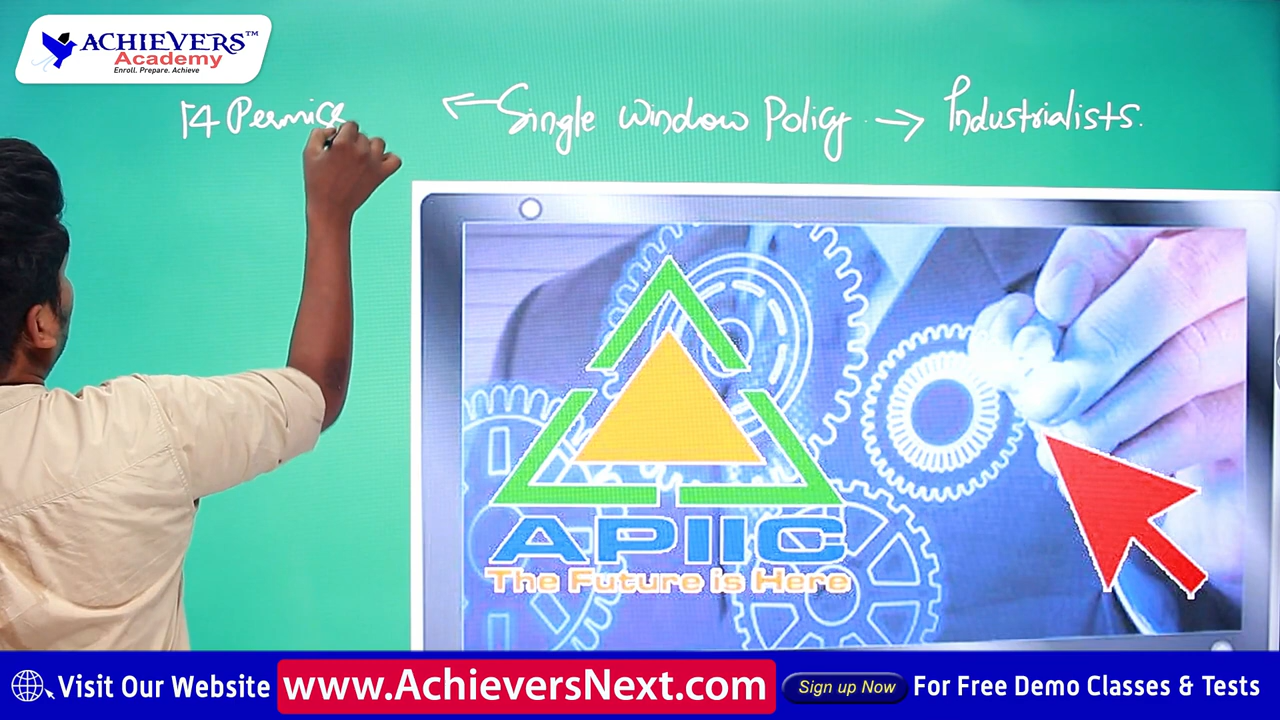 ACHIEVERS™
Academy
Enroll. Prepare. Achieve
14 Permiss ← Single window Policy → Industrialists.
APIIC
The Future is Here
Visit Our Website www.AchieversNext.com Sign up Now For Free Demo Classes & Tests